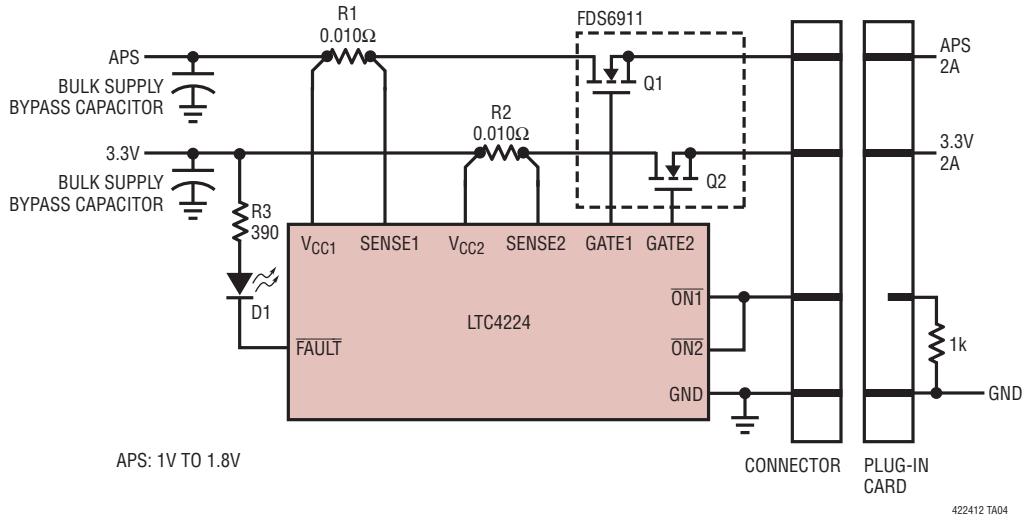 R1
0.010Ω
FDS6911
APS
BULK SUPPLY
BYPASS CAPACITOR
Q1
APS
2A
R2
0.010Ω
3.3V
BULK SUPPLY
BYPASS CAPACITOR
Q2
3.3V
2A
R3
390
VCC1
SENSE1
VCC2
SENSE2
GATE1
GATE2
D1
FAULT
LTC4224
ON1
ON2
GND
1k
GND
APS: 1V TO 1.8V
CONNECTOR
PLUG-IN
CARD
422412 TA04